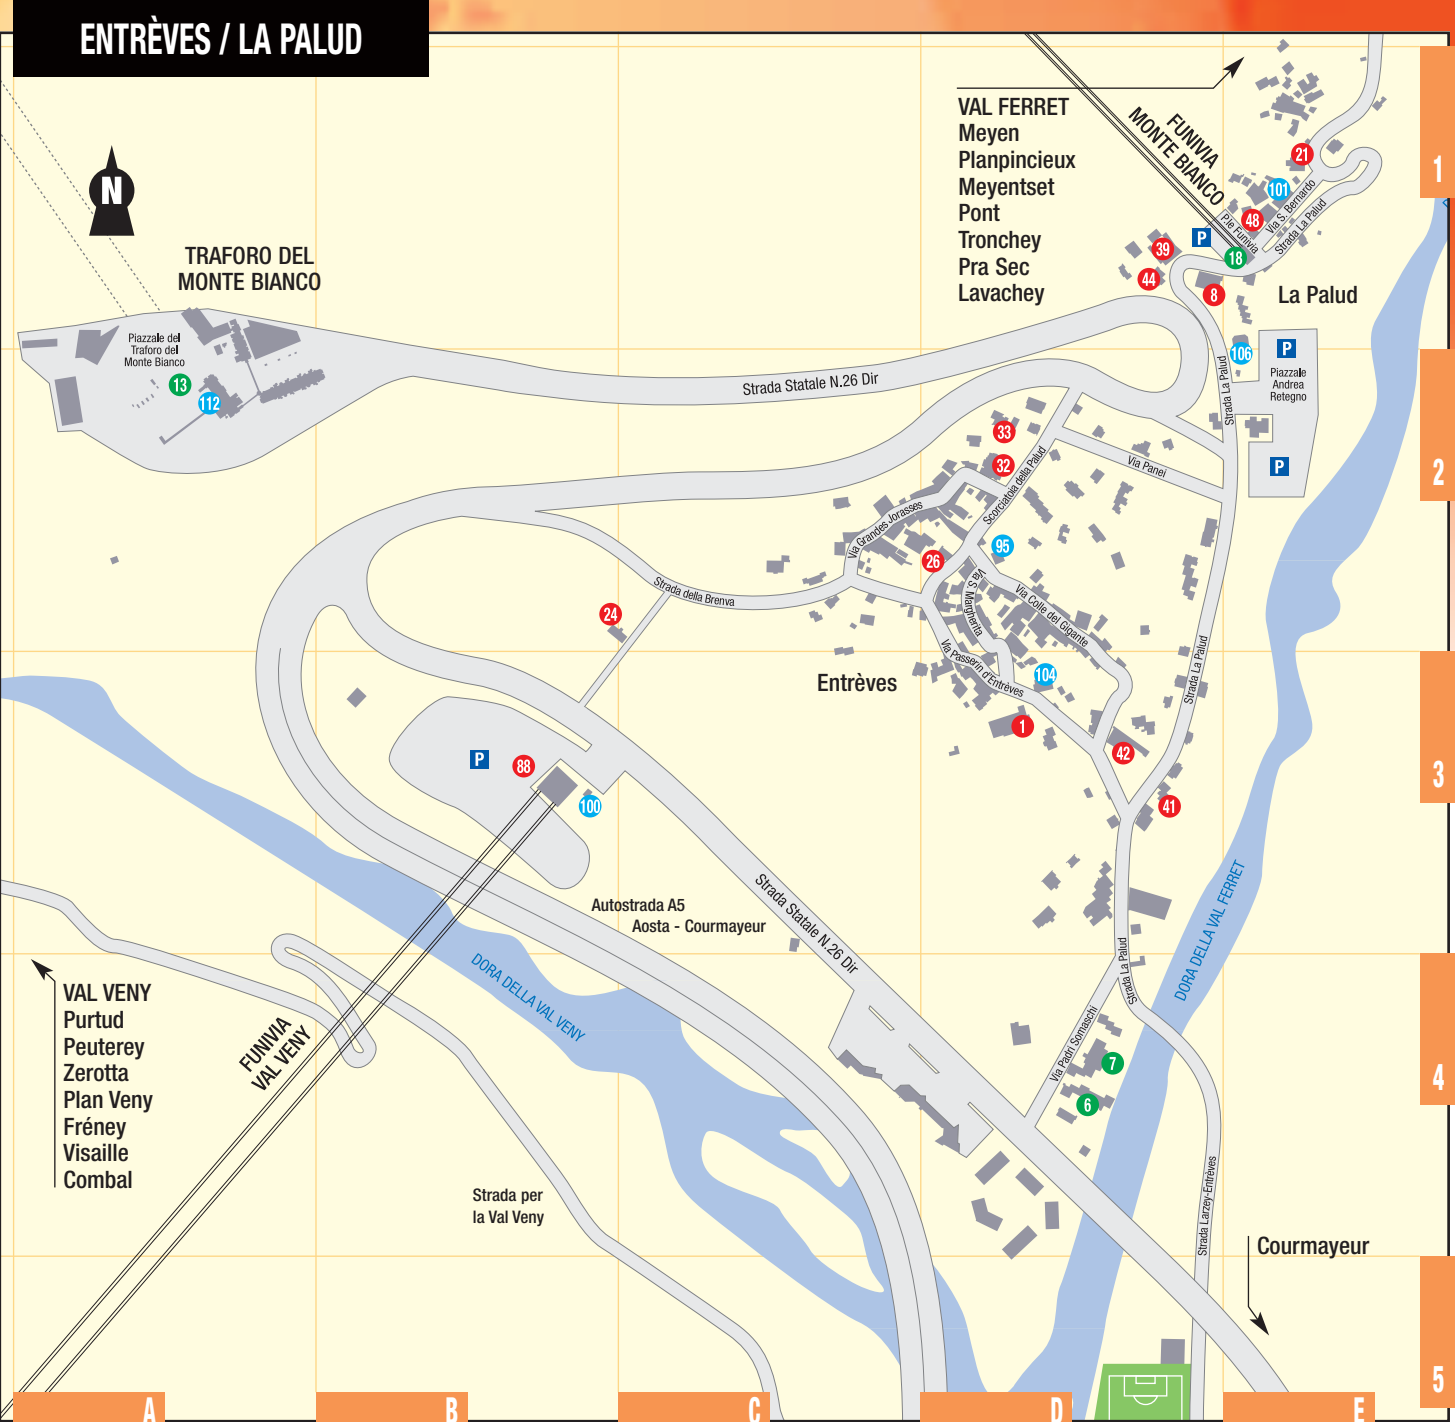 ENTRÈVES / LA PALUD
N
TRAFORO DEL
MONTE BIANCO
Piazzale del
Traforo del
Monte Bianco
13
112
VAL FERRET
Meyen
Planpincieux
Meyentset
Pont
Tronchey
Pra Sec
Lavachey
FUNIVIA
MONTE BIANCO
21
101
48
P.le Funivia
Via S. Bernardo
Strada La Palud
P
18
39
44
8
La Palud
106
P
Piazzale
Andrea
Retegno
P
Strada La Palud
Strada Statale N.26 Dir
33
32
Scorciatoia della Palud
Via Panei
Via Grandes Jorasses
26
95
Via S. Margherita
Via Colle del Gigante
Strada della Brenva
24
Entrèves
Via Passerin d'Entrèves
104
1
42
41
Strada La Palud
P
88
100
Autostrada A5
Aosta - Courmayeur
Strada Statale N.26 Dir
DORA DELLA VAL FERRET
DORA DELLA VAL VENY
Strada La Palud
VAL VENY
Purtud
Peuterey
Zerotta
Plan Veny
Fréney
Visaille
Combal
FUNIVIA
VAL VENY
Via Padri Somaschi
7
6
Strada per
la Val Veny
Strada Larzey-Entrèves
Courmayeur
1
2
3
4
5
A
B
C
D
E